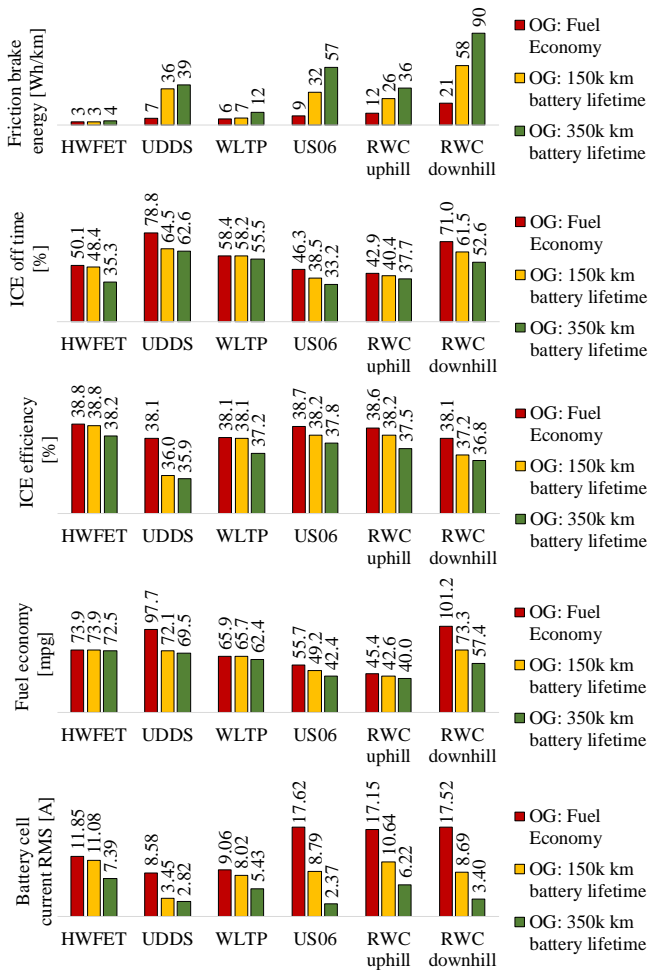 Friction brake
energy [Wh/km]
3 3 4 7 36 39 6 7 12 9 32 57 12 26 36 21 58 90
HWFET UDDS WLTP US06 RWC uphill RWC downhill
OG: Fuel
Economy
OG: 150k km
battery lifetime
OG: 350k km
battery lifetime
ICE off time
[%]
50.1 48.4 35.3 78.8 64.5 62.6 58.4 58.2 55.5 46.3 38.5 33.2 42.9 40.4 37.7 71.0 61.5 52.6
HWFET UDDS WLTP US06 RWC uphill RWC downhill
OG: Fuel
Economy
OG: 150k km
battery lifetime
OG: 350k km
battery lifetime
ICE efficiency
[%]
38.8 38.8 38.2 38.1 36.0 35.9 38.1 38.1 37.2 38.7 38.2 37.8 38.6 38.2 37.5 38.1 37.2 36.8
HWFET UDDS WLTP US06 RWC uphill RWC downhill
OG: Fuel
Economy
OG: 150k km
battery lifetime
OG: 350k km
battery lifetime
Fuel economy
[mpg]
73.9 73.9 72.5 97.7 72.1 69.5 65.9 65.7 62.4 55.7 49.2 42.4 45.4 42.6 40.0 101.2 73.3 57.4
HWFET UDDS WLTP US06 RWC uphill RWC downhill
OG: Fuel
Economy
OG: 150k km
battery lifetime
OG: 350k km
battery lifetime
Battery cell
current RMS [A]
11.85 11.08 7.39 8.58 3.45 2.82 9.06 8.02 5.43 17.62 8.79 2.37 17.15 10.64 6.22 17.52 8.69 3.40
HWFET UDDS WLTP US06 RWC uphill RWC downhill
OG: Fuel
Economy
OG: 150k km
battery lifetime
OG: 350k km
battery lifetime